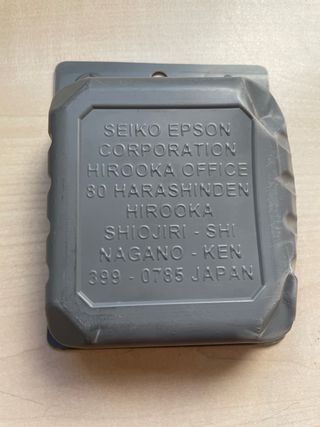 SEIKO EPSON
CORPORATION
HIROOKA OFFICE
80 HARASHINDEN
HIROOKA
SHIOJIRI - SHI
NAGANO - KEN
399 - 0785 JAPAN